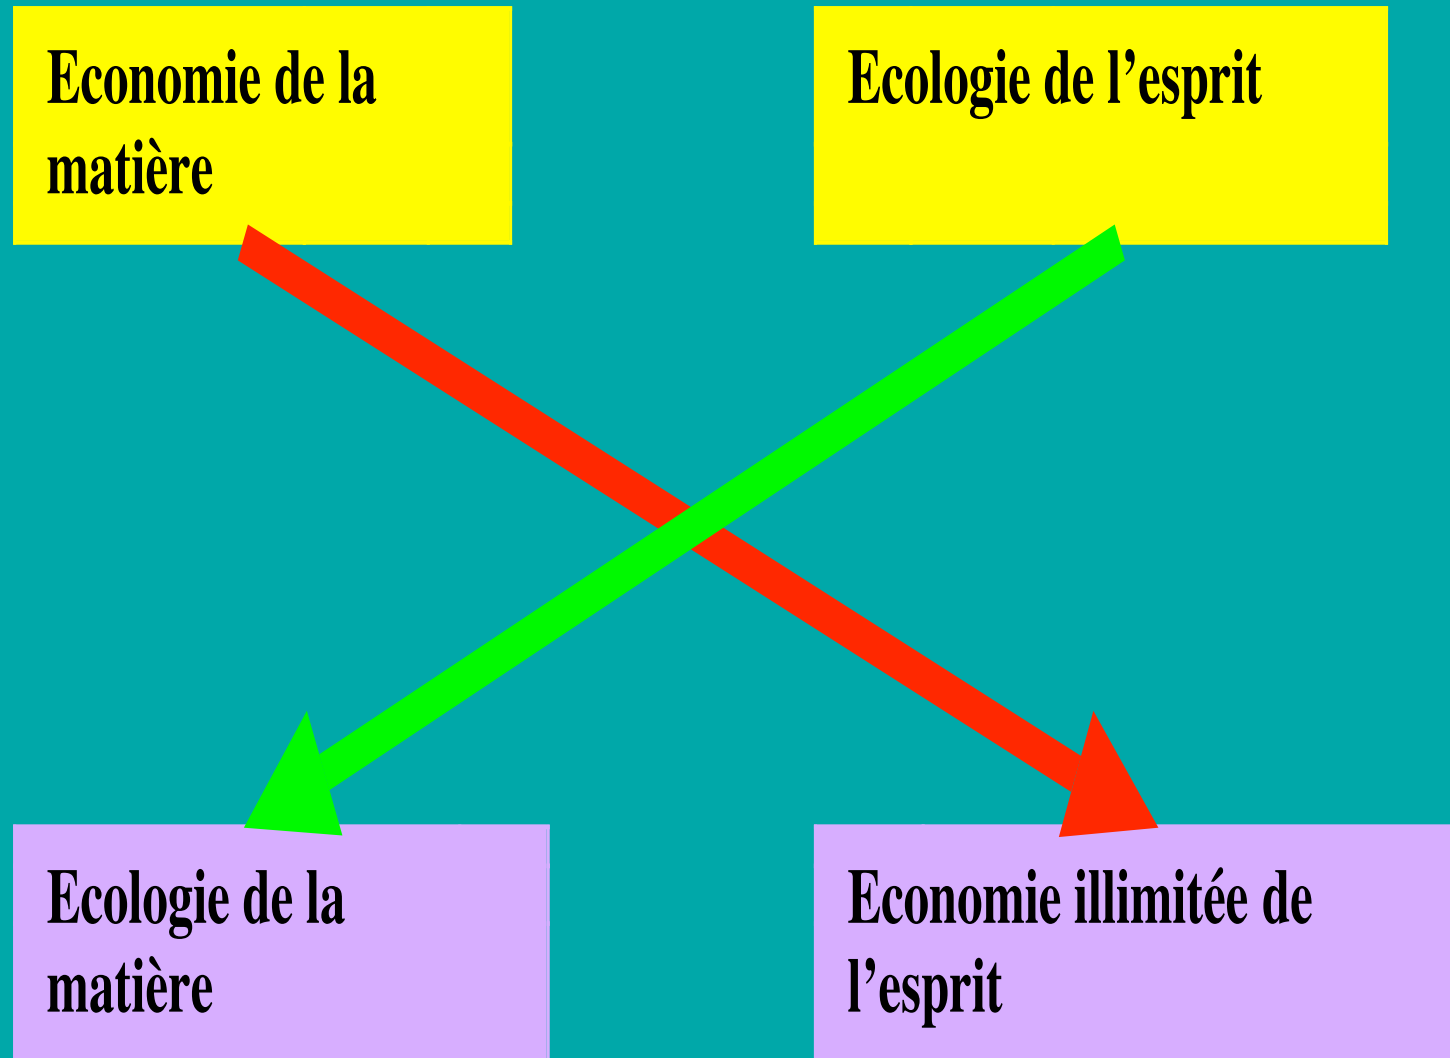 Economie de la
matière
Ecologie de l’esprit
Ecologie de la
matière
Economie illimitée de
l’esprit